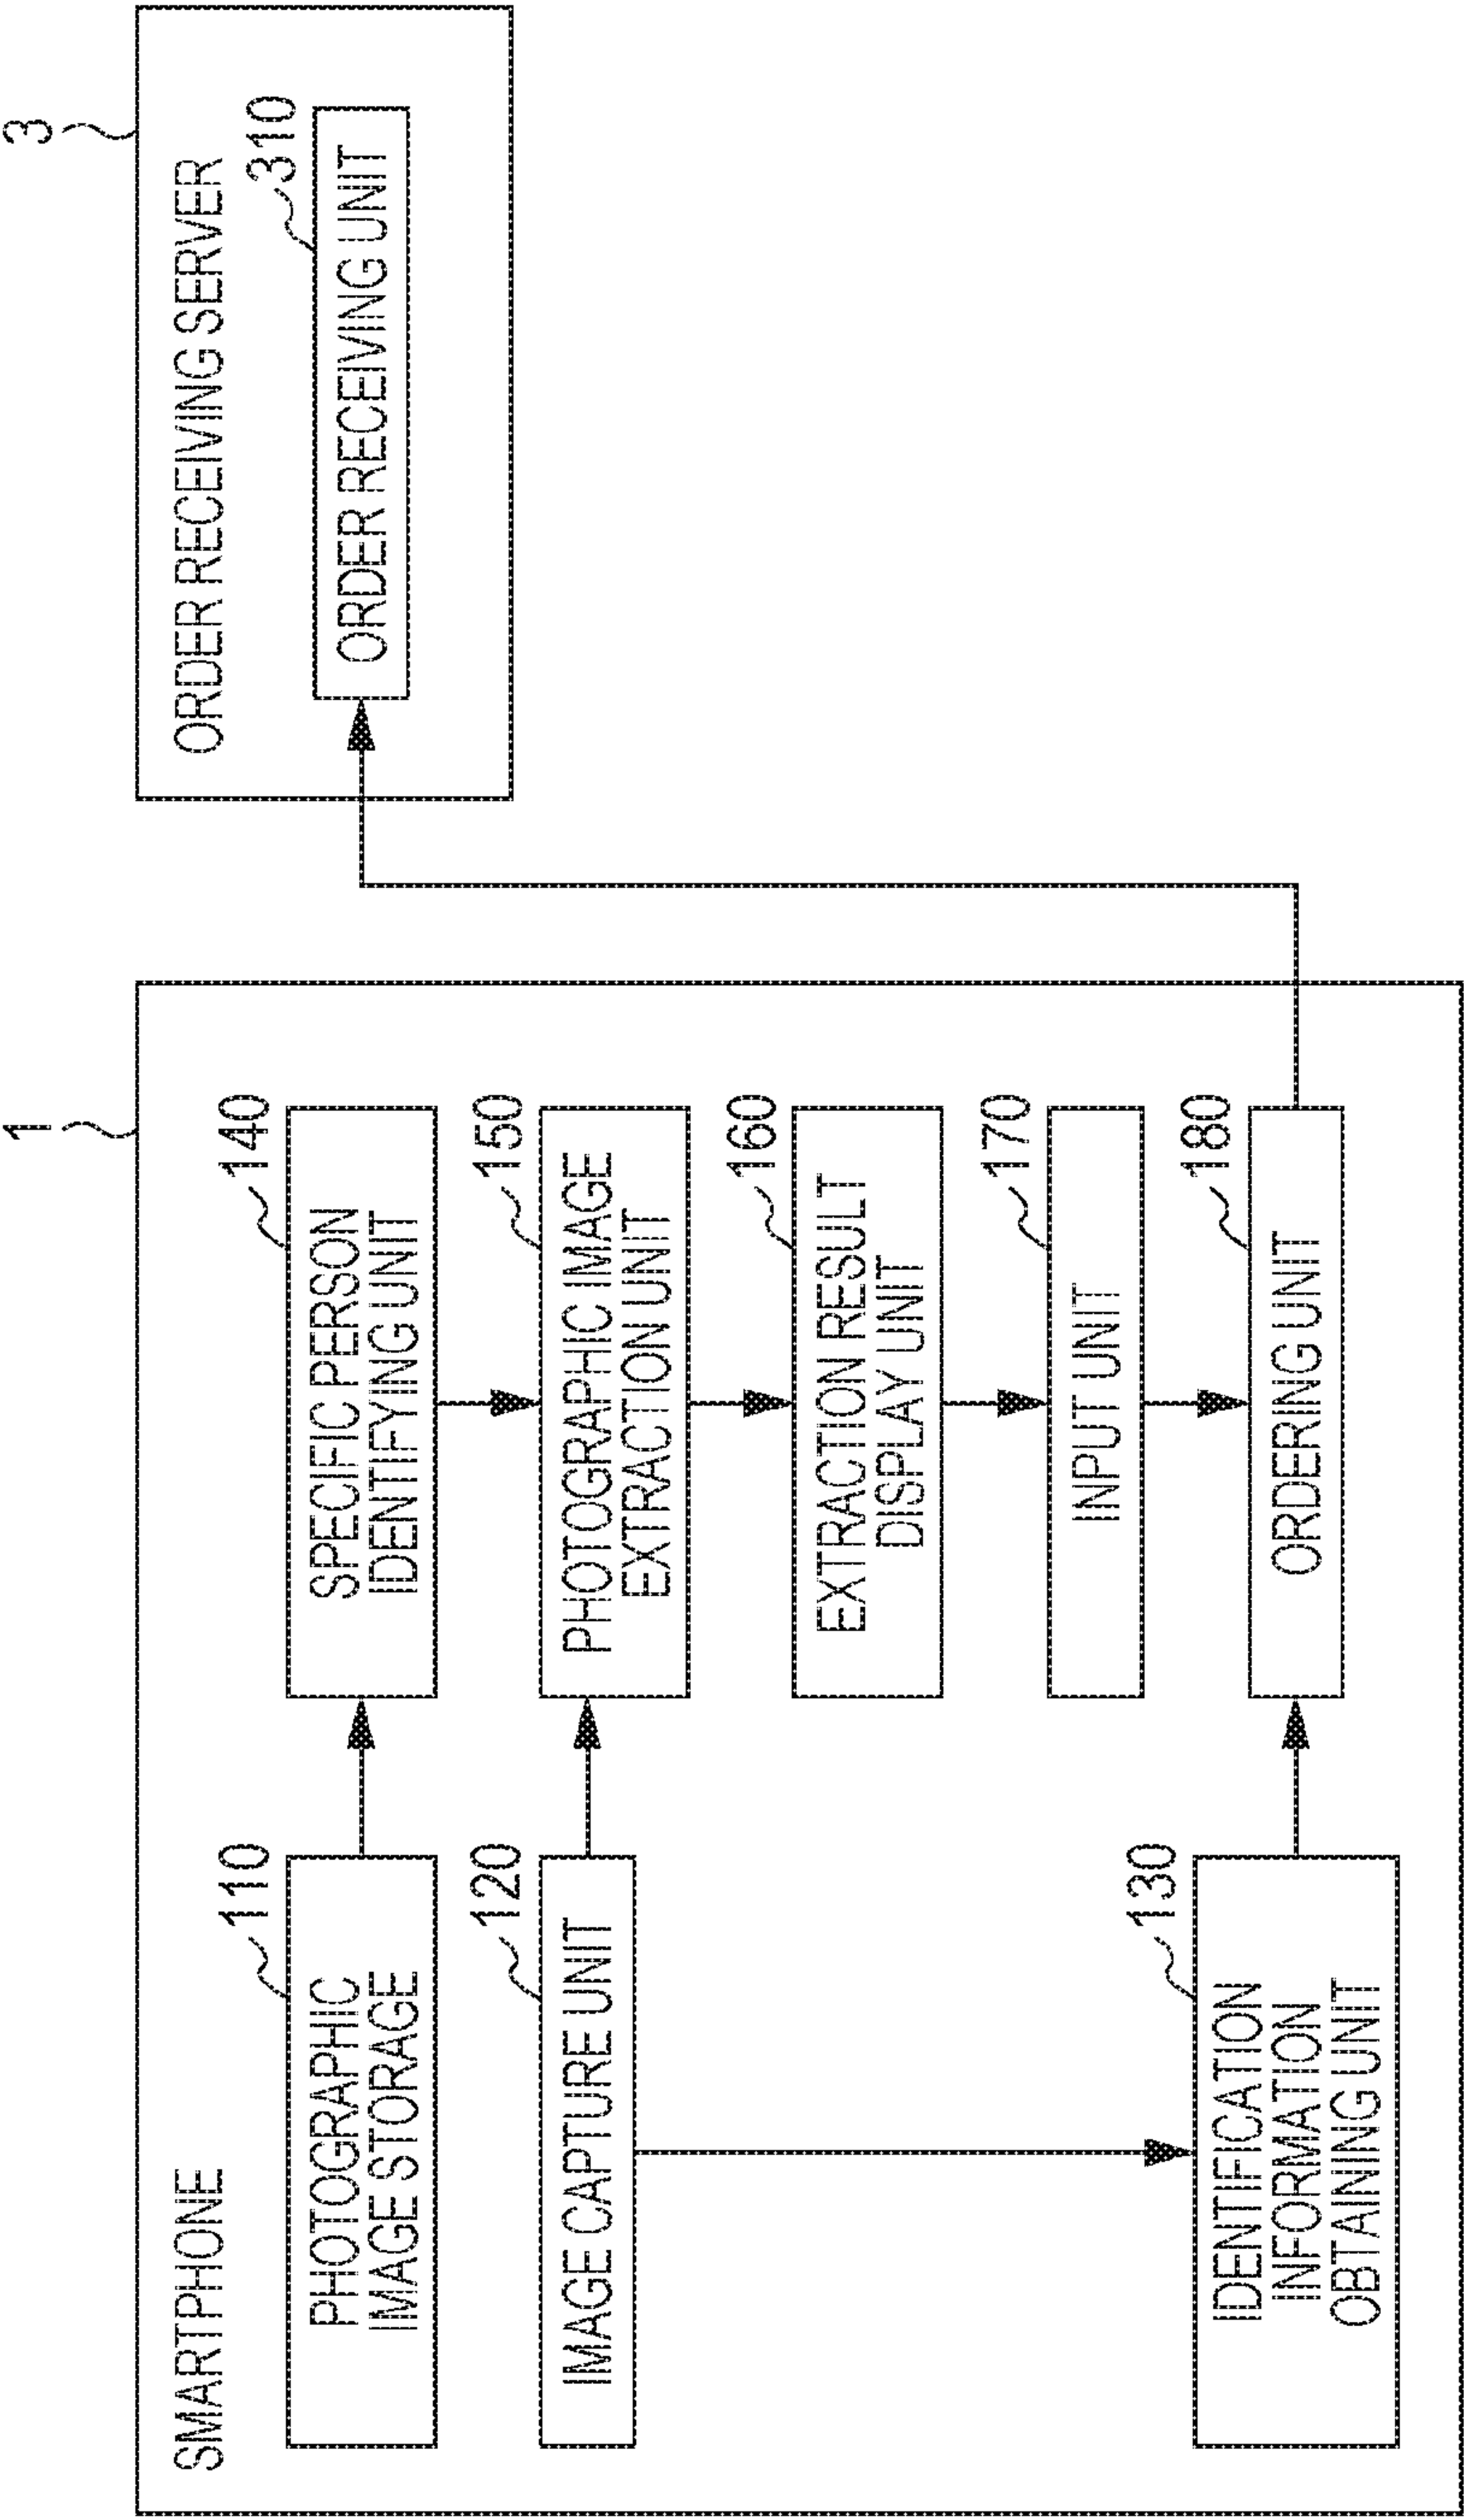 1
SMARTPHONE
110
PHOTOGRAPHIC
IMAGE STORAGE
140
SPECIFIC PERSON
IDENTIFYING UNIT
120
IMAGE CAPTURE UNIT
150
PHOTOGRAPHIC IMAGE
EXTRACTION UNIT
160
EXTRACTION RESULT
DISPLAY UNIT
170
INPUT UNIT
130
IDENTIFICATION
INFORMATION
OBTAINING UNIT
180
ORDERING UNIT
3
ORDER RECEIVING SERVER
310
ORDER RECEIVING UNIT